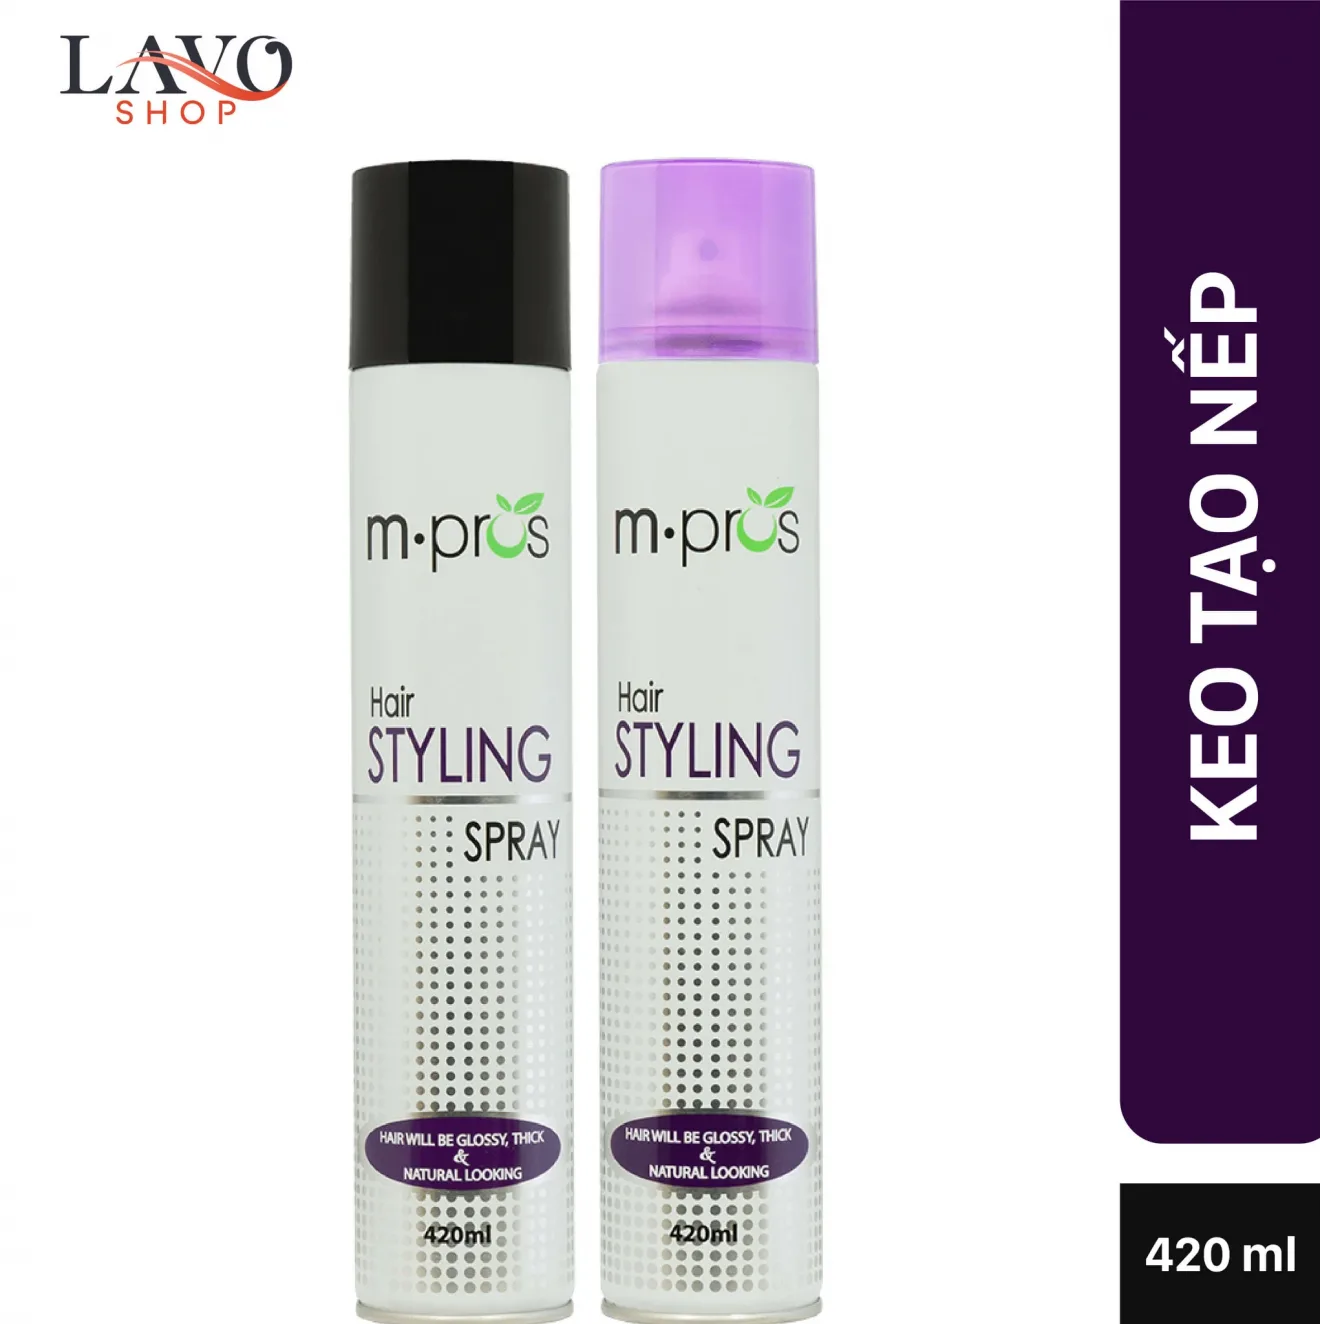 LAVO
SHOP
m·pros
Hair
STYLING
SPRAY
HAIR WILL BE GLOSSY, THICK
&
NATURAL LOOKING
420ml
m·pros
Hair
STYLING
SPRAY
HAIR WILL BE GLOSSY, THICK
&
NATURAL LOOKING
420ml
KEO TẠO NẾP
420 ml